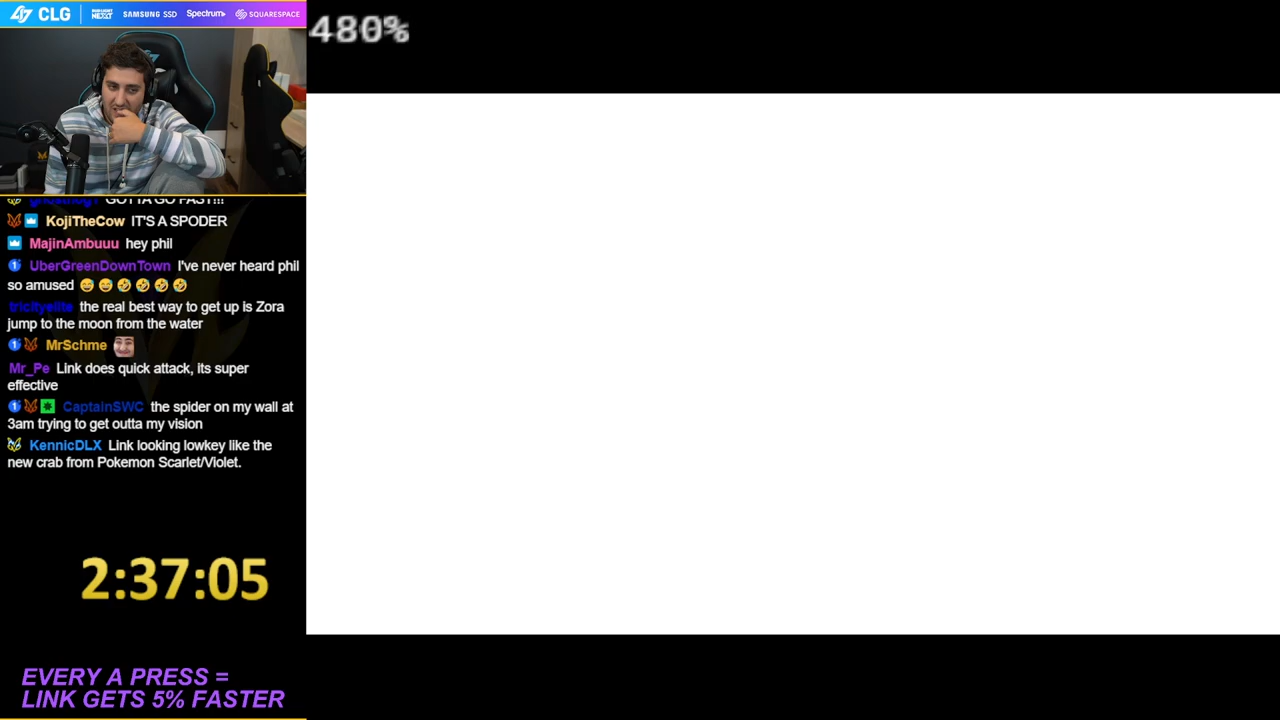 CLG
SAMSUNG SSD
Spectrum
SQUARESPACE
480%
GOTTA GO FAST!!!
KojiTheCow IT'S A SPODER
MajinAmbuuu hey phil
UberGreenDownTown I've never heard phil
so amused 😅 😅 🤣 🤣 🤣 🤣
tricityelite the real best way to get up is Zora
jump to the moon from the water
MrSchme
Mr_Pe Link does quick attack, its super
effective
CaptainSWC the spider on my wall at
3am trying to get outta my vision
KennicDLX Link looking lowkey like the
new crab from Pokemon Scarlet/Violet.
2:37:05
EVERY A PRESS =
LINK GETS 5% FASTER